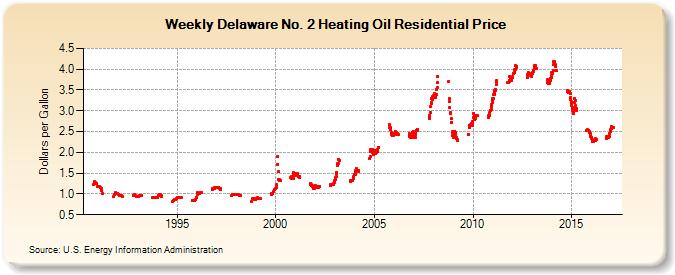 Weekly Delaware No. 2 Heating Oil Residential Price
Dollars per Gallon
4.5
4.0
3.5
3.0
2.5
2.0
1.5
1.0
0.5
1995 2000 2005 2010 2015
Source: U.S. Energy Information Administration